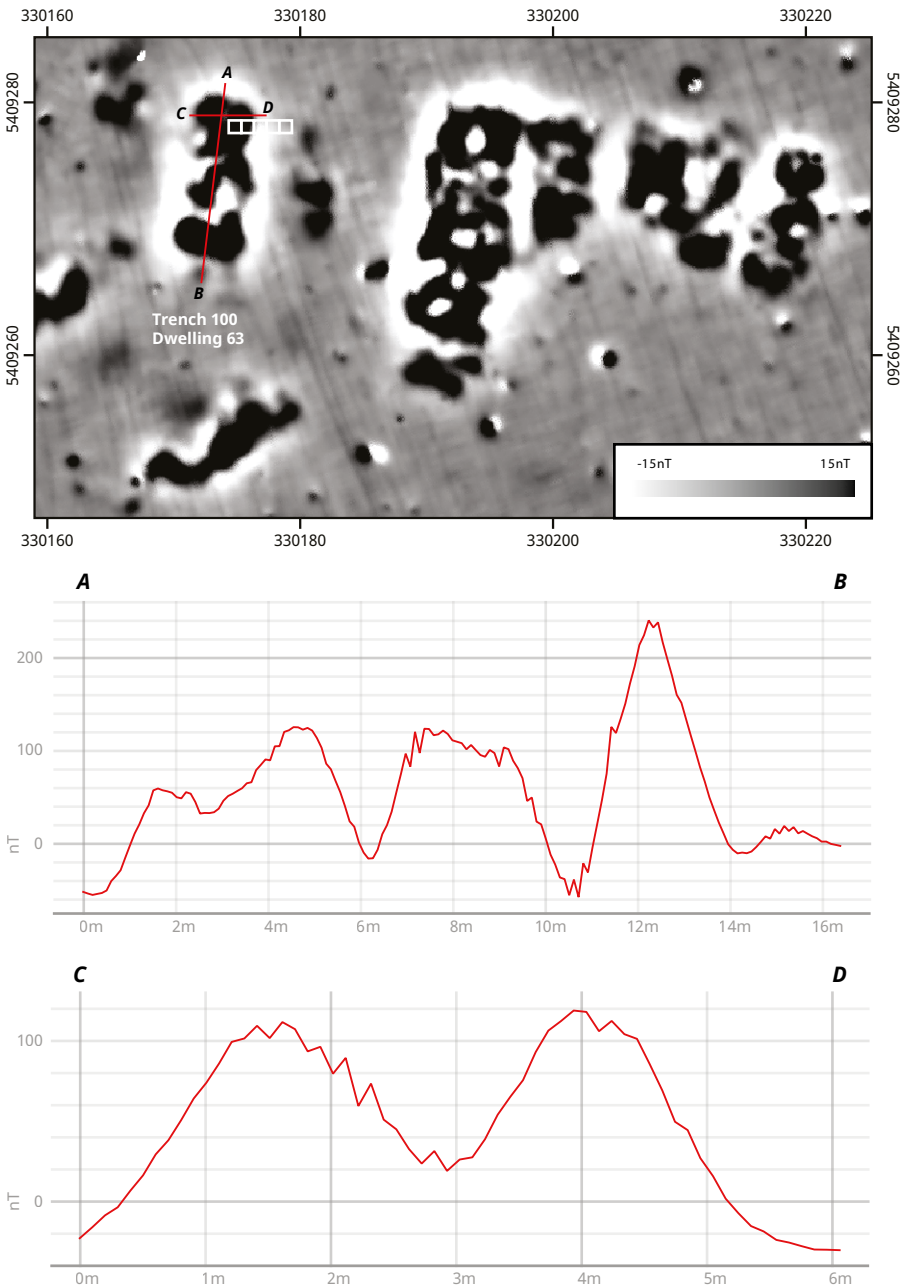 330160 330180 330200 330220
5409280 5409280
A
C D
B
Trench 100
Dwelling 63
5409260 5409260
-15nT 15nT
330160 330180 330200 330220
A B
200
100
0
nT
0m 2m 4m 6m 8m 10m 12m 14m 16m
C D
100
0
nT
0m 1m 2m 3m 4m 5m 6m